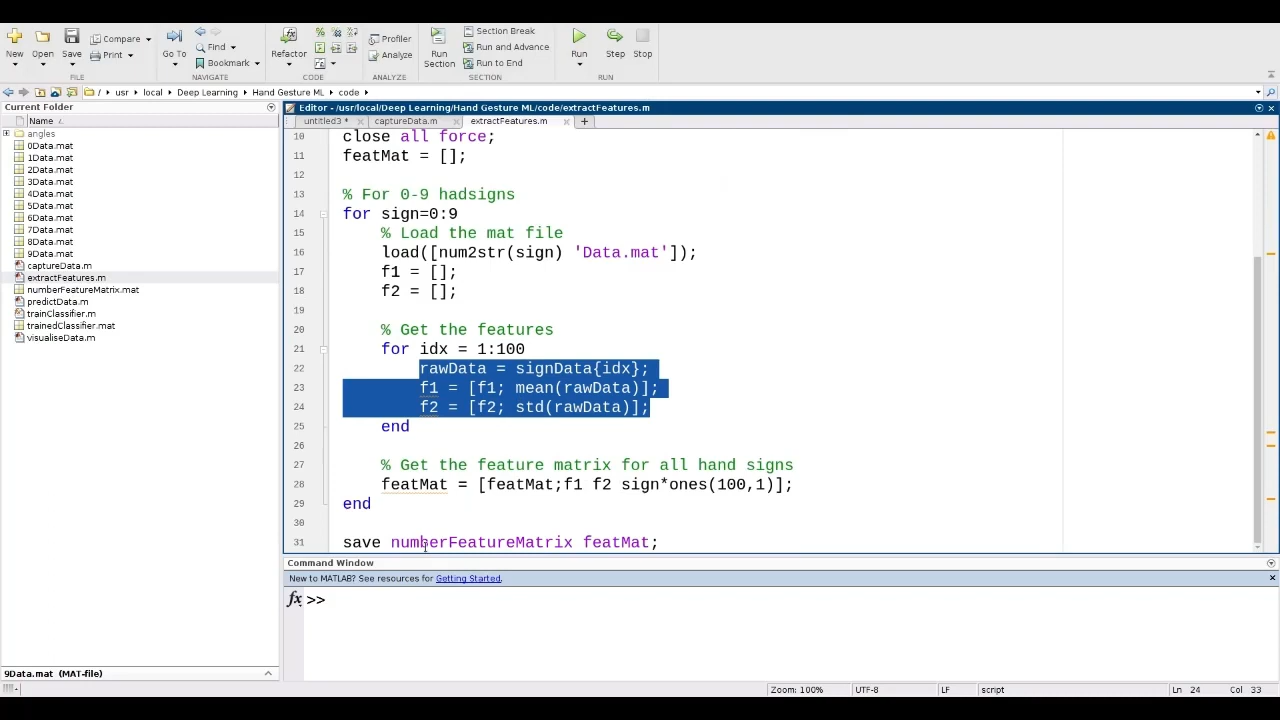 New
Open
Save
Compare
Print
Go To
Find
Bookmark
Refactor
Profiler
Analyze
Run
Section
Section Break
Run and Advance
Run to End
Run
Step
Stop
FILE
NAVIGATE
CODE
ANALYZE
SECTION
RUN
/ usr local Deep Learning Hand Gesture ML code
Current Folder
Name
angles
0Data.mat
1Data.mat
2Data.mat
3Data.mat
4Data.mat
5Data.mat
6Data.mat
7Data.mat
8Data.mat
9Data.mat
captureData.m
extractFeatures.m
numberFeatureMatrix.mat
predictData.m
trainClassifier.m
trainedClassifier.mat
visualiseData.m
9Data.mat (MAT-file)
Editor - /usr/local/Deep Learning/Hand Gesture ML/code/extractFeatures.m
untitled3 * captureData.m extractFeatures.m +
10 close all force;
11 featMat = [];
12
13 % For 0-9 hadsigns
14 for sign=0:9
15 % Load the mat file
16 load([num2str(sign) 'Data.mat']);
17 f1 = [];
18 f2 = [];
19
20 % Get the features
21 for idx = 1:100
22 rawData = signData{idx};
23 f1 = [f1; mean(rawData)];
24 f2 = [f2; std(rawData)];
25 end
26
27 % Get the feature matrix for all hand signs
28 featMat = [featMat;f1 f2 sign*ones(100,1)];
29 end
30
31 save numberFeatureMatrix featMat;
Command Window
New to MATLAB? See resources for Getting Started.
fx >>
Zoom: 100% UTF-8 LF script Ln 24 Col 33